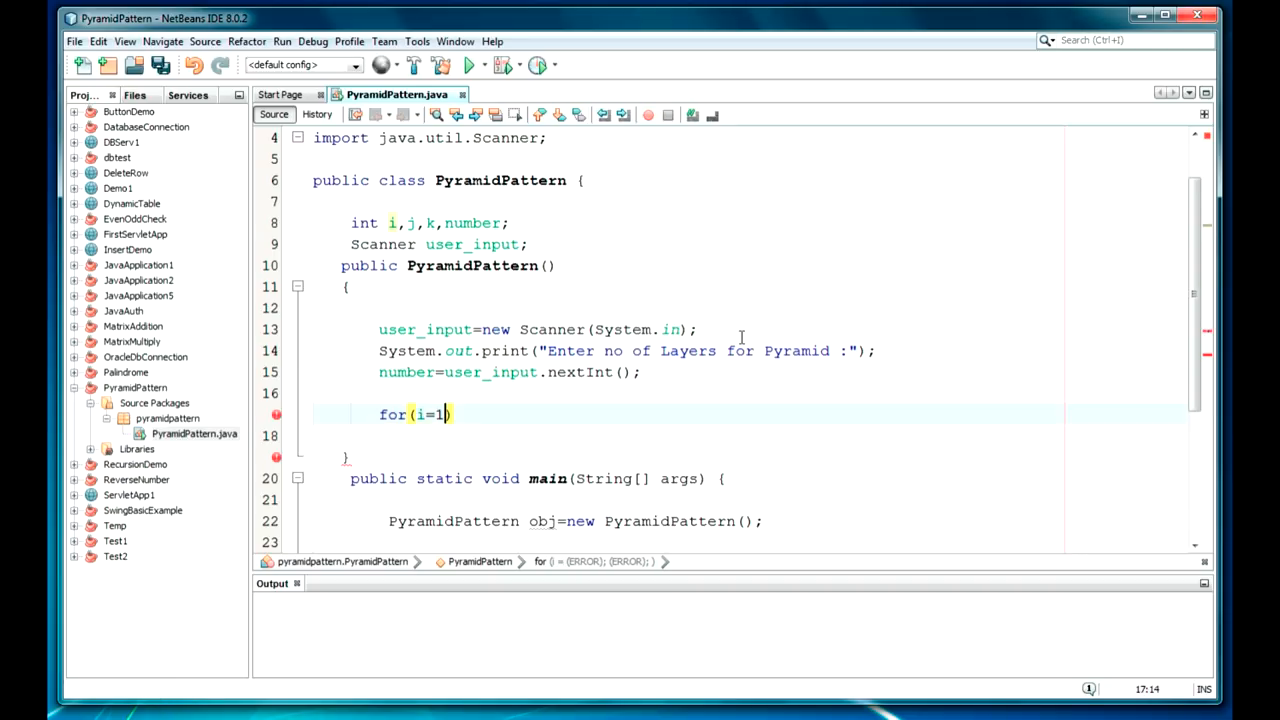 PyramidPattern - NetBeans IDE 8.0.2
File Edit View Navigate Source Refactor Run Debug Profile Team Tools Window Help
Search (Ctrl+I)
<default config>
Proj... Files Services
Start Page PyramidPattern.java
Source History
ButtonDemo
DatabaseConnection
DBServ1
dbtest
DeleteRow
Demo1
DynamicTable
EvenOddCheck
FirstServletApp
InsertDemo
JavaApplication1
JavaApplication2
JavaApplication5
JavaAuth
MatrixAddition
MatrixMultiply
OracleDbConnection
Palindrome
PyramidPattern
Source Packages
pyramidpattern
PyramidPattern.java
Libraries
RecursionDemo
ReverseNumber
ServletApp1
SwingBasicExample
Temp
Test1
Test2
4 import java.util.Scanner;
5
6 public class PyramidPattern {
7
8 int i,j,k,number;
9 Scanner user_input;
10 public PyramidPattern()
11 {
12
13 user_input=new Scanner(System.in);
14 System.out.print("Enter no of Layers for Pyramid :");
15 number=user_input.nextInt();
16
for(i=1)
18
}
20 public static void main(String[] args) {
21
22 PyramidPattern obj=new PyramidPattern();
23
pyramidpattern.PyramidPattern PyramidPattern for (i = (ERROR); (ERROR); )
Output
1 17:14 INS